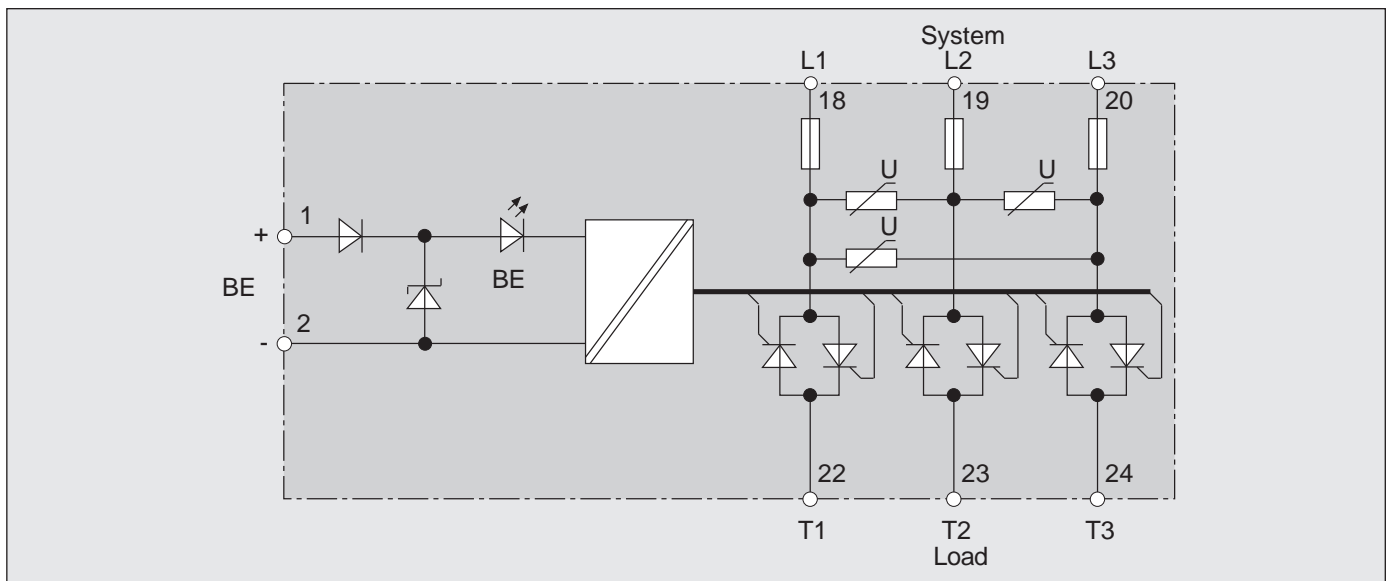 System
L1 L2 L3
18 19 20
U U
U
1
+
BE
BE
2
-
22 23 24
T1 T2 T3
Load